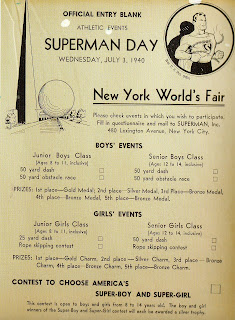 OFFICIAL ENTRY BLANK
ATHLETIC EVENTS
SUPERMAN DAY
WEDNESDAY, JULY 3, 1940
New York World's Fair
Please check events in which you wish to participate.
Fill in questionnaire and mail to SUPERMAN, Inc.
480 Lexington Avenue, New York City.
BOYS' EVENTS
Junior Boys Class
(Ages 8 to 11, inclusive)
50 yard dash
50 yard obstacle race
Senior Boys Class
(Ages 12 to 14, inclusive)
50 yard dash
50 yard obstacle race
PRIZES: 1st place—Gold Medal, 2nd place—Silver Medal, 3rd Place—Bronze
Medal, 4th place—Bronze Medal, 5th place—Bronze Medal.
GIRLS' EVENTS
Junior Girls Class
(Ages 8 to 11, inclusive)
25 yard dash
Rope skipping contest
Senior Girls Class
(Ages 12 to 14, inclusive)
50 yard dash
Rope skipping contest
PRIZES: 1st place—Gold Charm, 2nd place—Silver Charm, 3rd place—Bronze
Charm, 4th place—Bronze Charm, 5th place—Bronze Charm.
CONTEST TO CHOOSE AMERICA'S
SUPER-BOY AND SUPER-GIRL
This contest is open to boys and girls from 8 to 14 years old. The boy and girl
winners of the Super-Boy and Super-Girl contest will each be awarded a silver trophy.